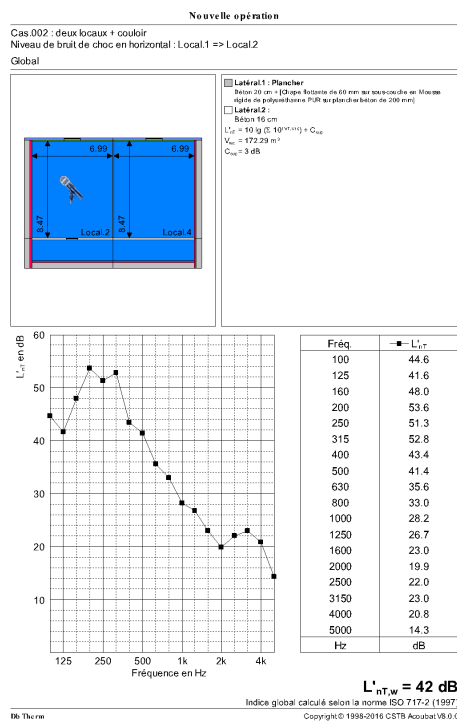 Nouvelle opération
Cas.002 : deux locaux + couloir
Niveau de bruit de choc en horizontal : Local.1 => Local.2
Global
Latéral.1 : Plancher
Béton 20 cm + [Chape flottante de 60 mm sur sous-couche en Mousse
rigide de polyuréthanne PUR sur plancher béton de 200 mm]
Latéral.2 :
Béton 16 cm
V = 172.29 m³
= 3 dB
6.99
6.99
8.47
8.47
Local.2
Local.4
L'nT en dB
60
50
40
30
20
10
125 250 500 1k 2k 4k
Fréquence en Hz
Fréq. L'nT
100 44.6
125 41.6
160 48.0
200 53.6
250 51.3
315 52.8
400 43.4
500 41.4
630 35.6
800 33.0
1000 28.2
1250 26.7
1600 23.0
2000 19.9
2500 22.0
3150 23.0
4000 20.8
5000 14.3
Hz dB
L'nT,w = 42 dB
Indice global calculé selon la norme ISO 717-2 (1997)
Db Therm
Copyright © 1998-2016 CSTB Acoubat V8.0.